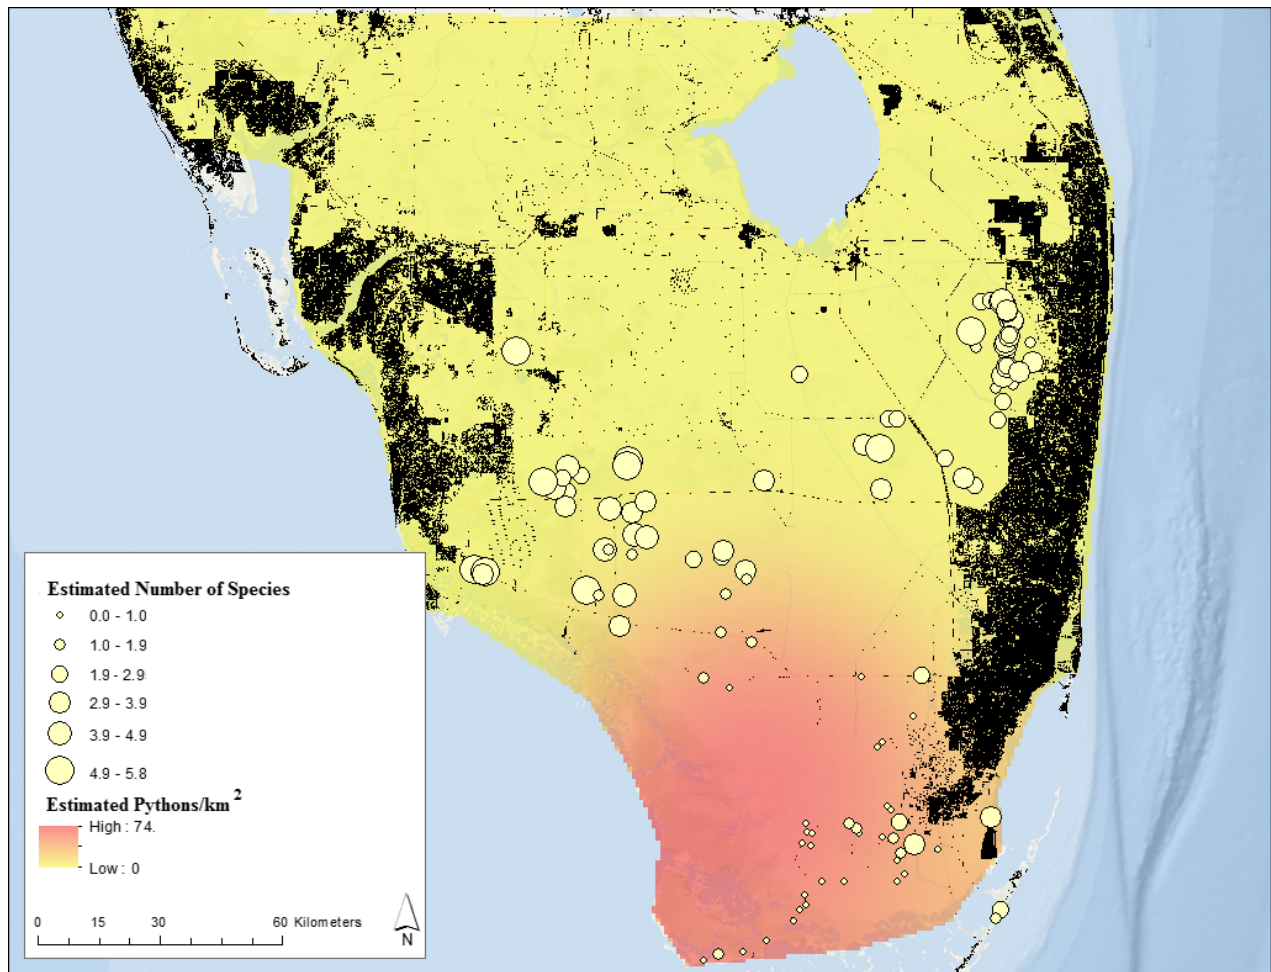 Estimated Number of Species
0.0 - 1.0
1.0 - 1.9
1.9 - 2.9
2.9 - 3.9
3.9 - 4.9
4.9 - 5.8
Estimated Pythons/km²
High : 74.
Low : 0
0 15 30 60 Kilometers
N